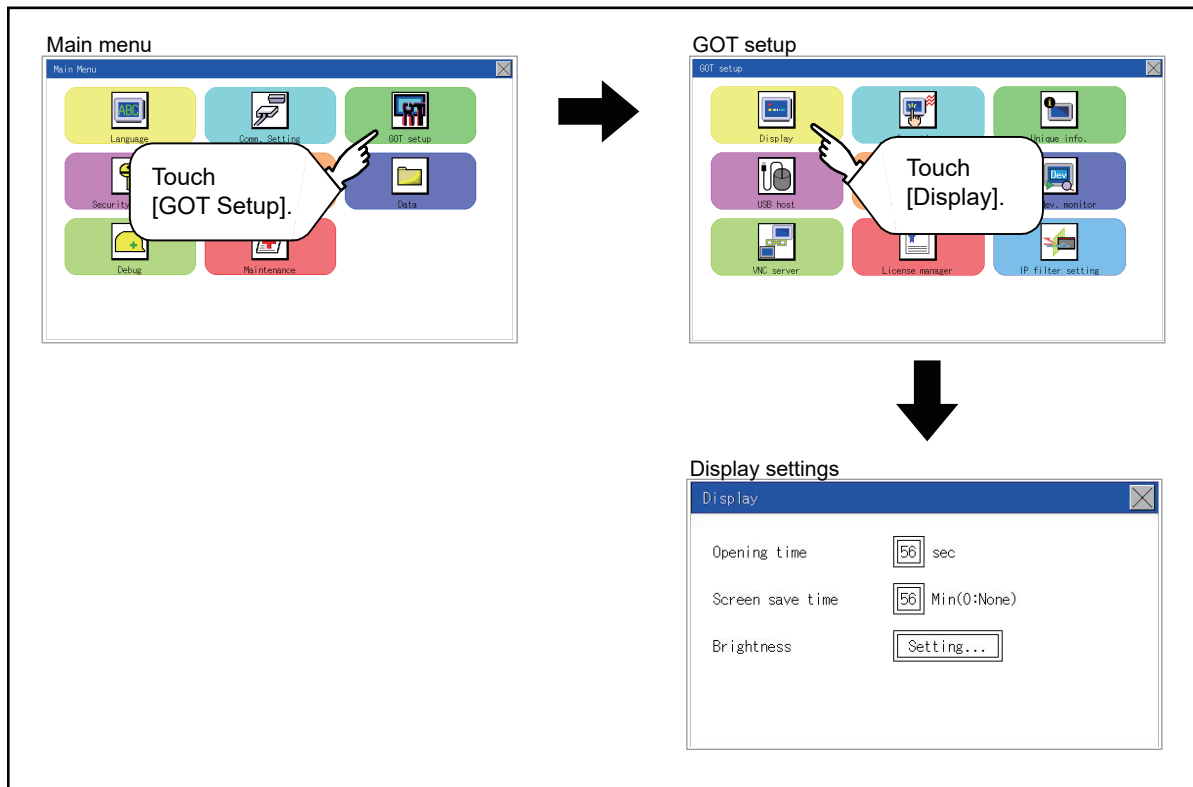 Main menu
Main Menu
ABC
Language
Comm. Setting
GOT setup
Security
Data
Debug
Maintenance
Touch
[GOT Setup].
GOT setup
GOT setup
Display
Unique info.
USB host
Dev
Dev. monitor
VNC server
License manager
IP filter setting
Touch
[Display].
Display settings
Display
Opening time 56 sec
Screen save time 56 Min(0:None)
Brightness Setting...